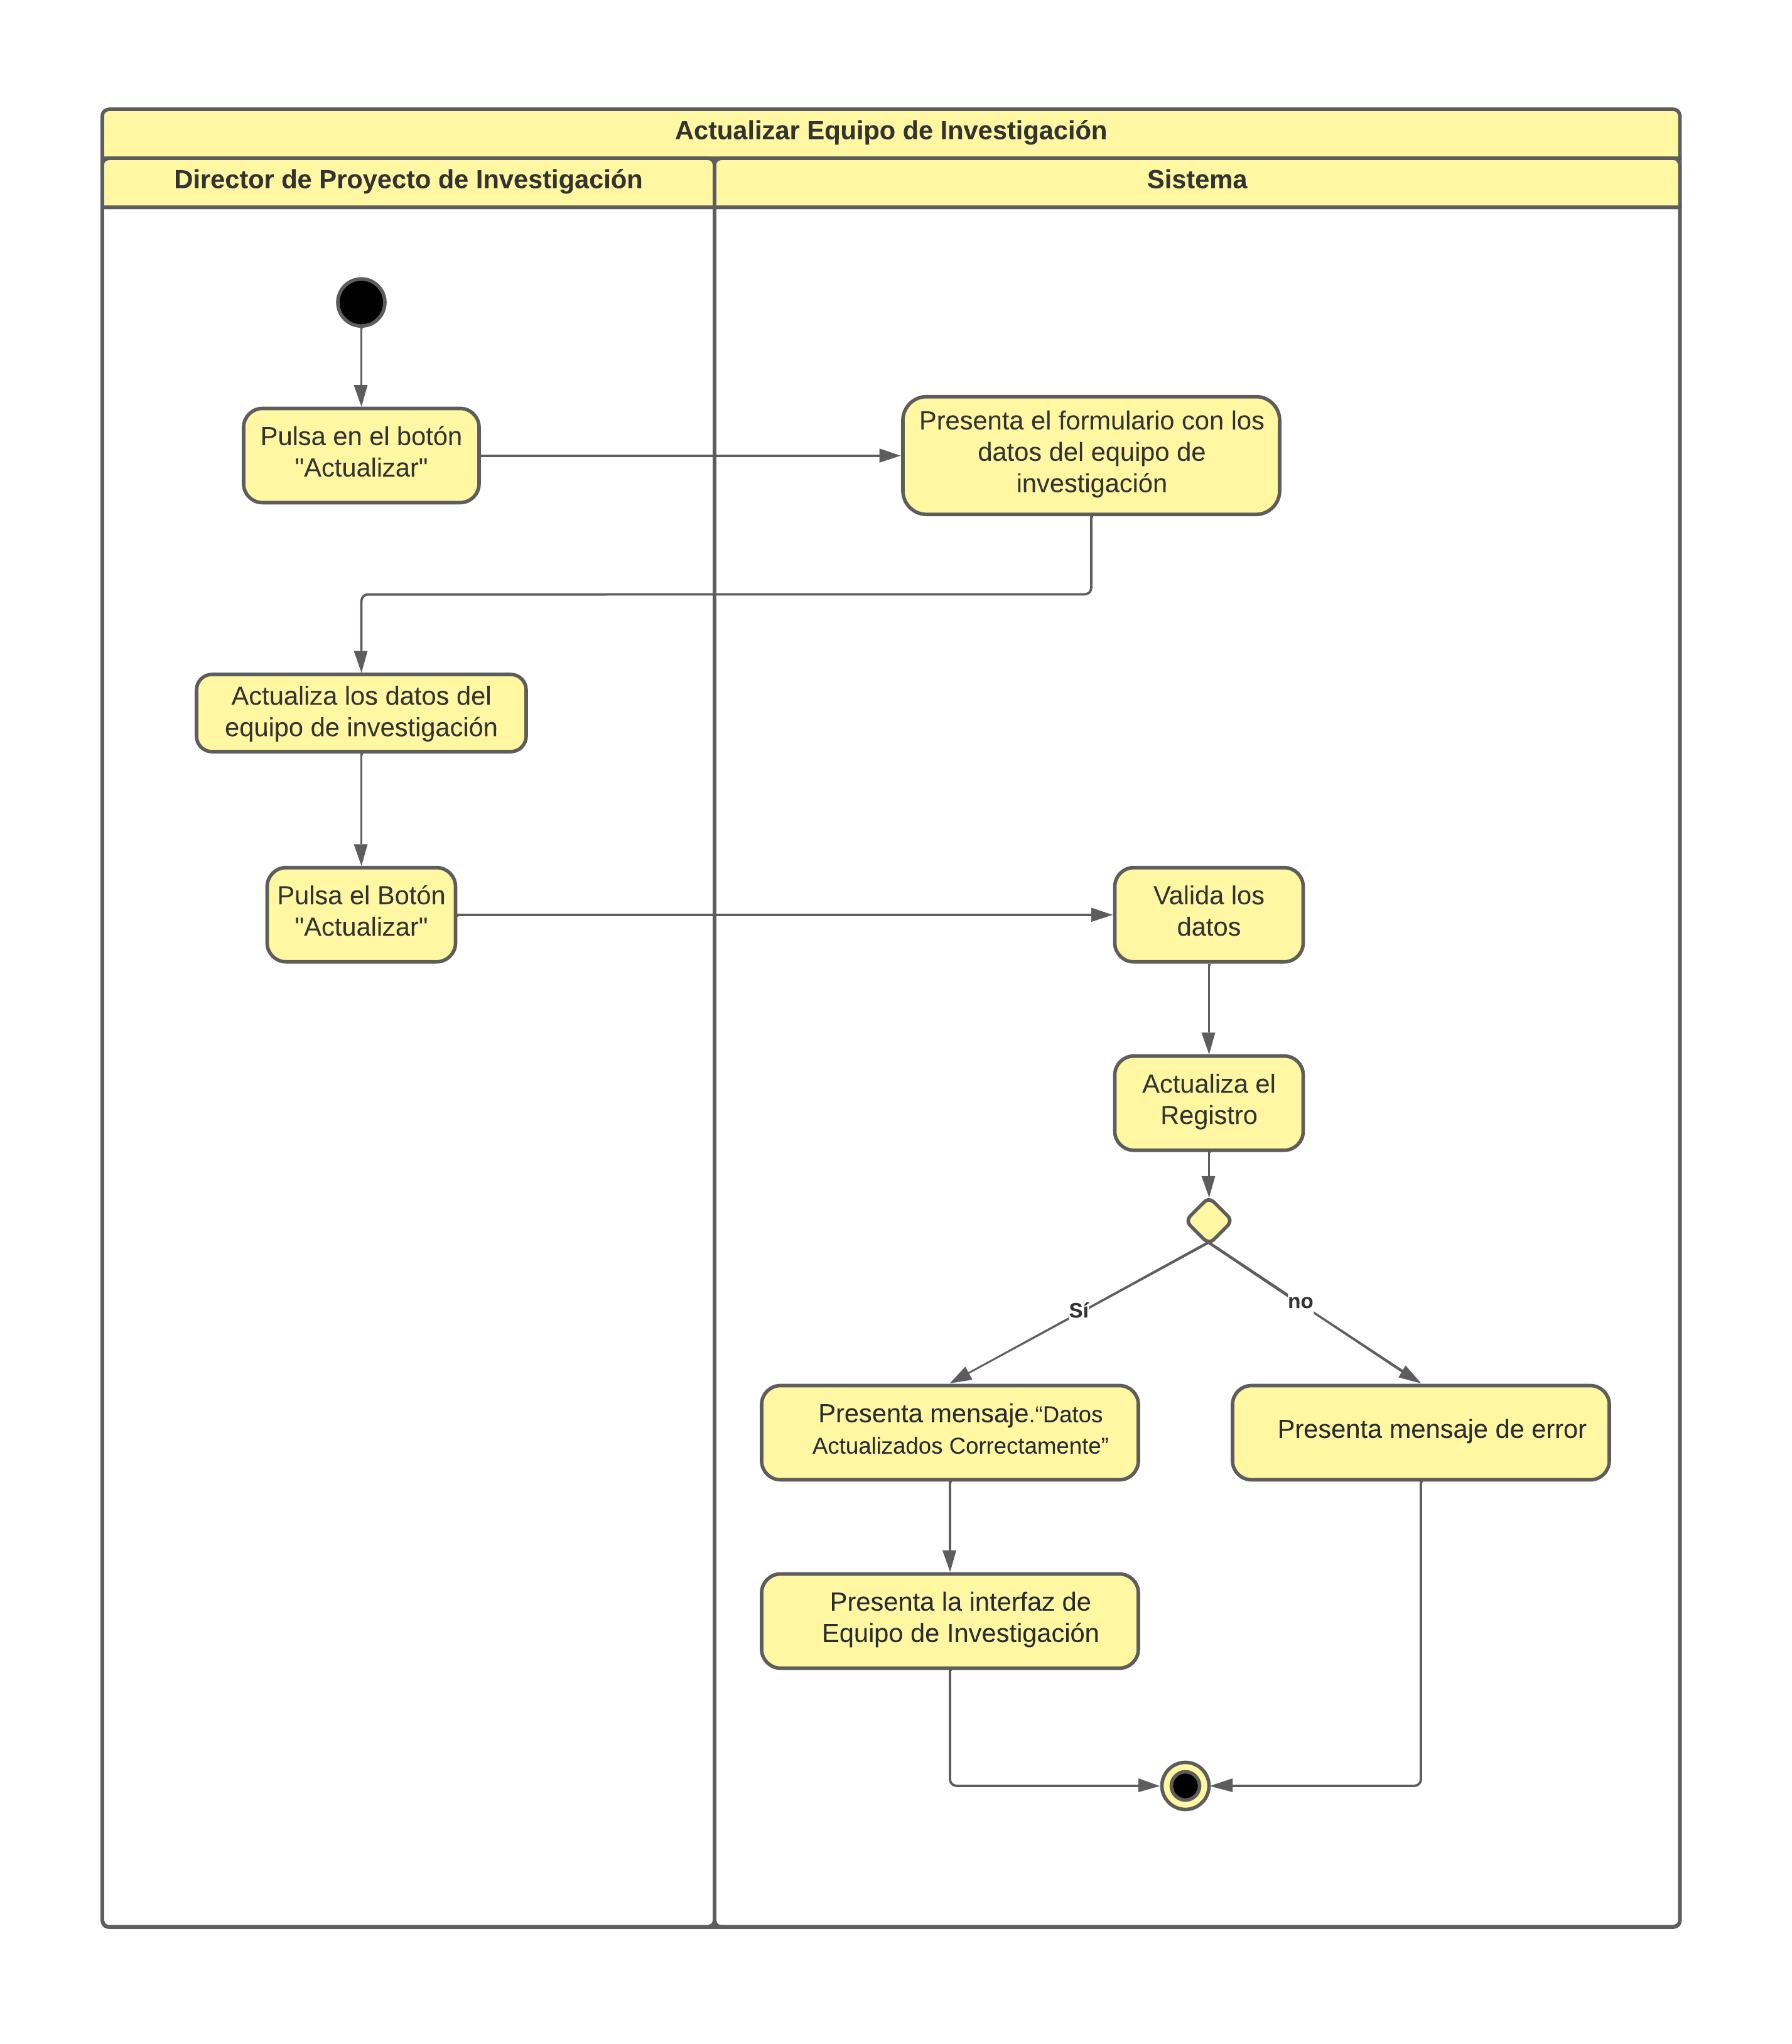 Actualizar Equipo de Investigación
Director de Proyecto de Investigación
Sistema
Pulsa en el botón
"Actualizar"
Presenta el formulario con los
datos del equipo de
investigación
Actualiza los datos del
equipo de investigación
Pulsa el Botón
"Actualizar"
Valida los
datos
Actualiza el
Registro
Sí
no
Presenta mensaje.“Datos
Actualizados Correctamente”
Presenta mensaje de error
Presenta la interfaz de
Equipo de Investigación